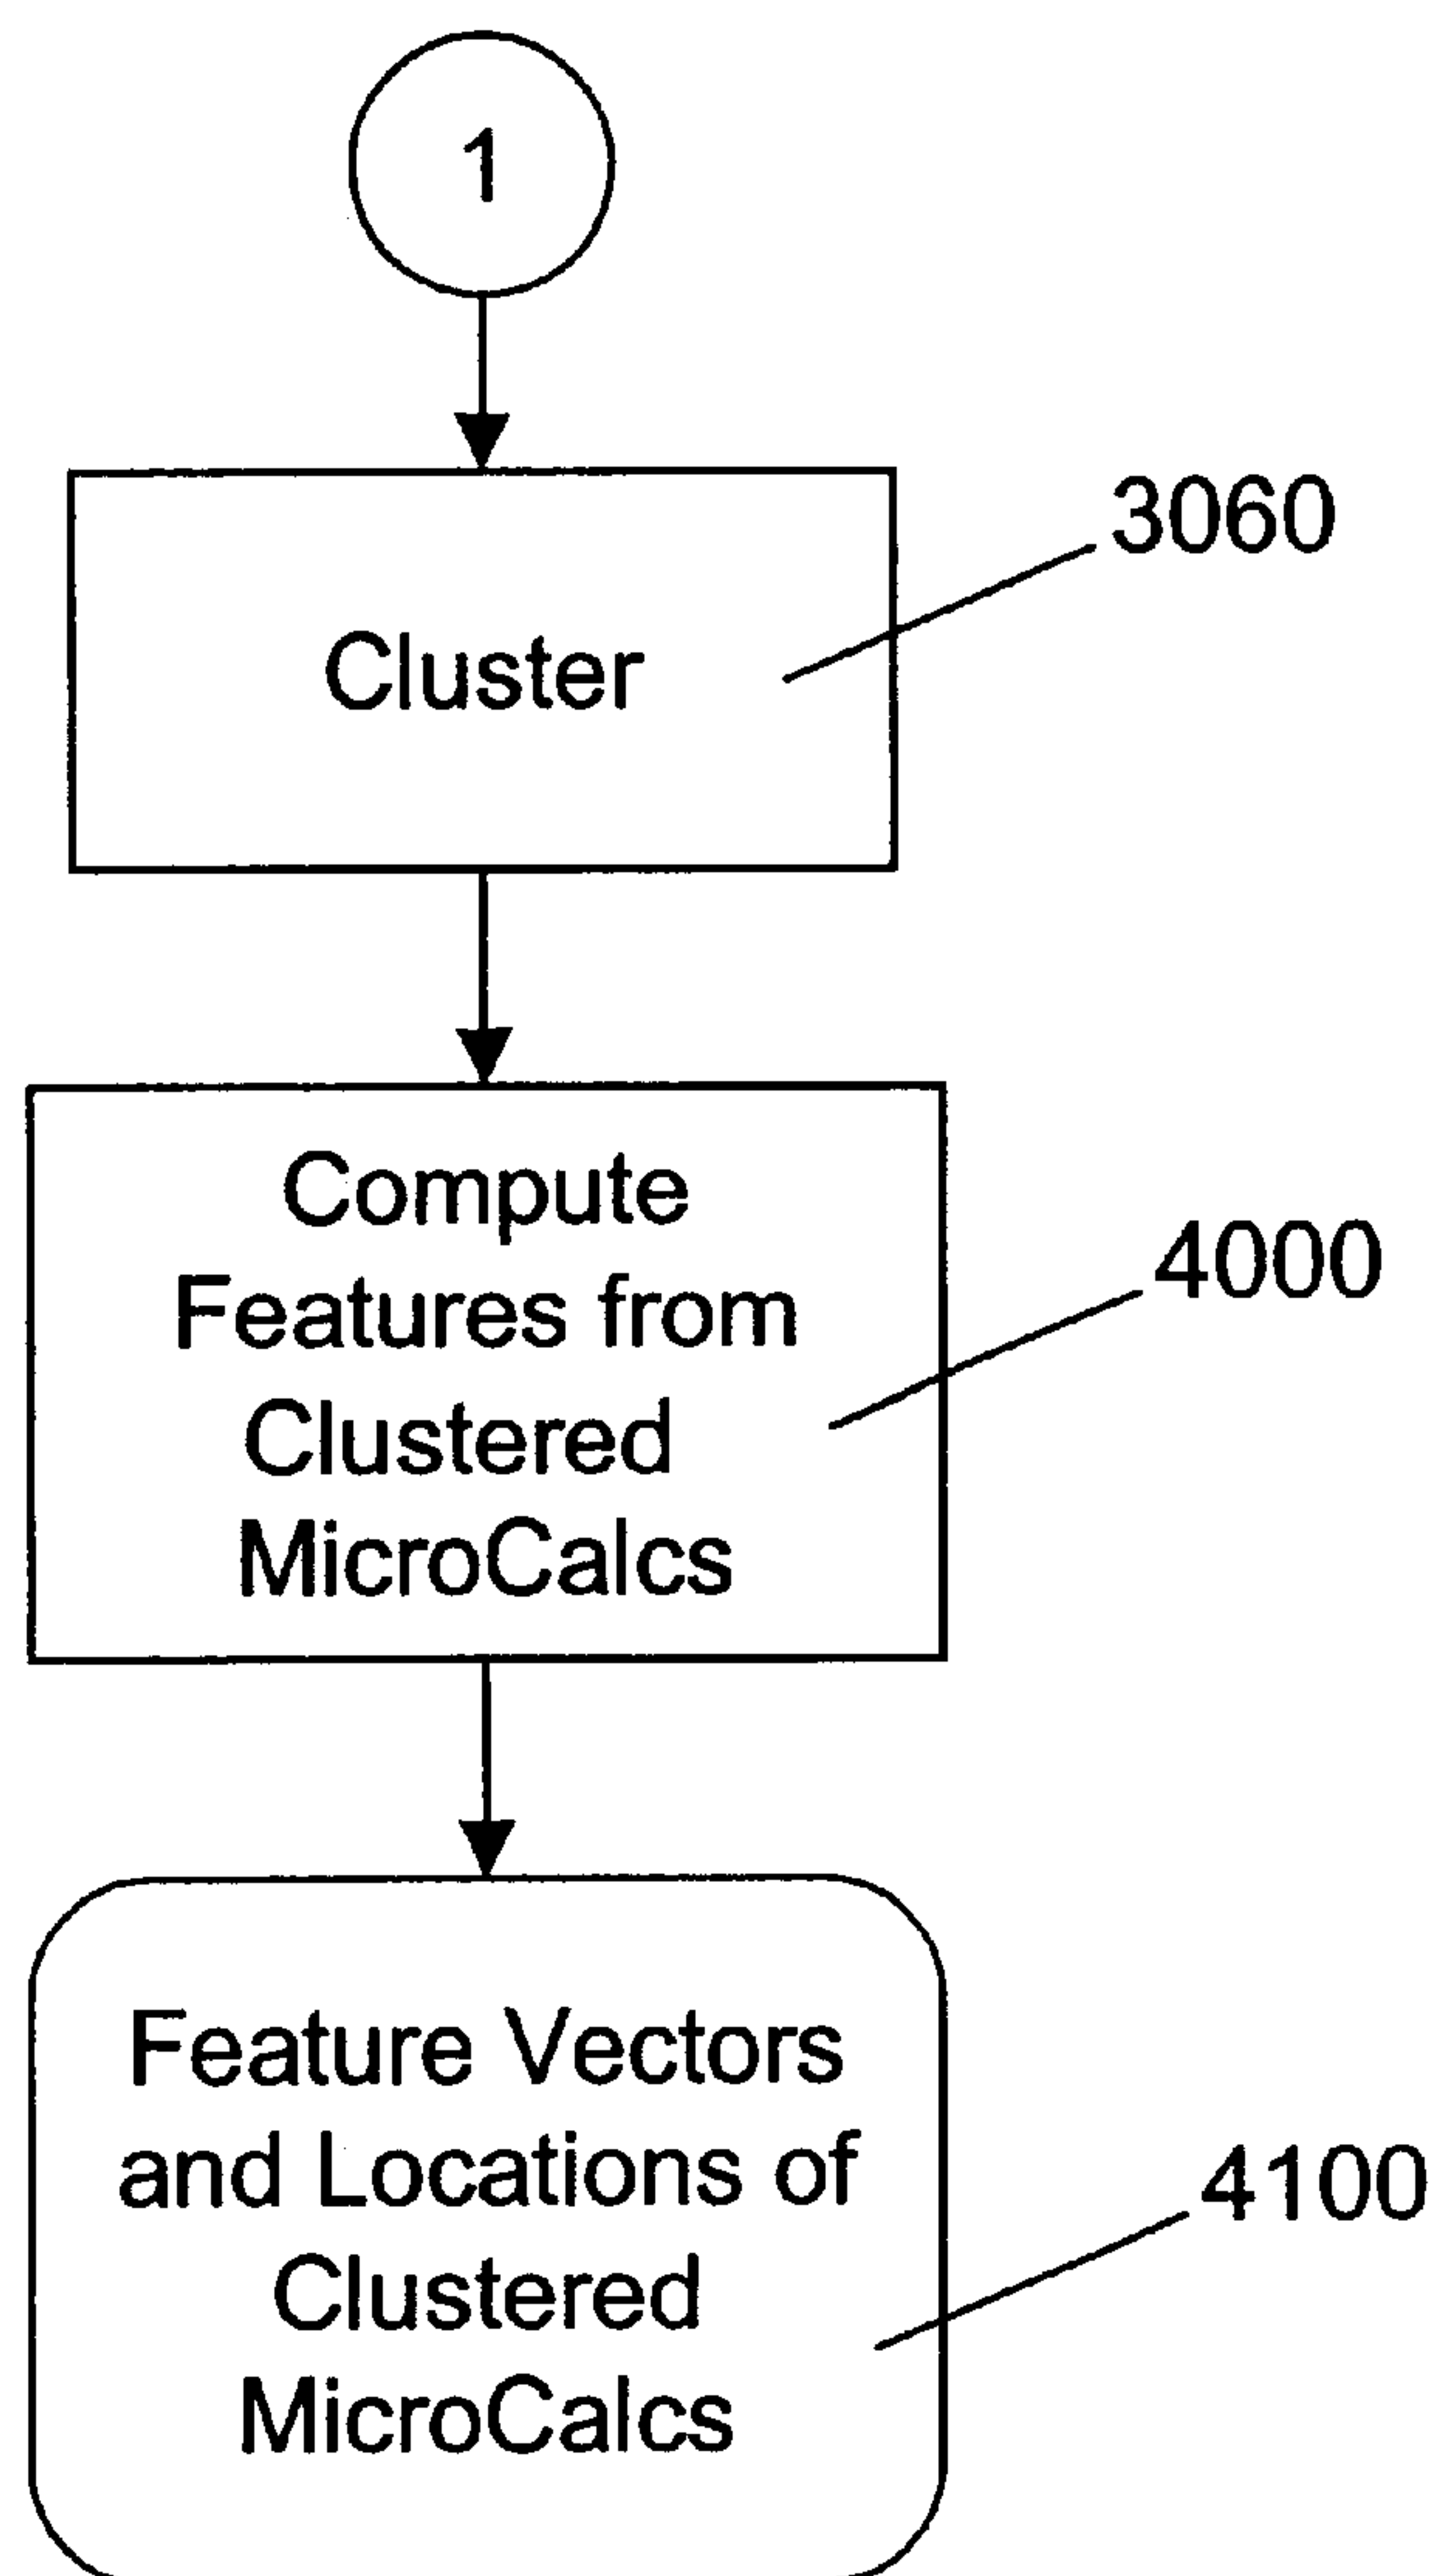 1
3060
Cluster
Compute
4000
Features from
Clustered
MicroCalcs
Feature Vectors
and Locations of
4100
Clustered
MicroCalcs